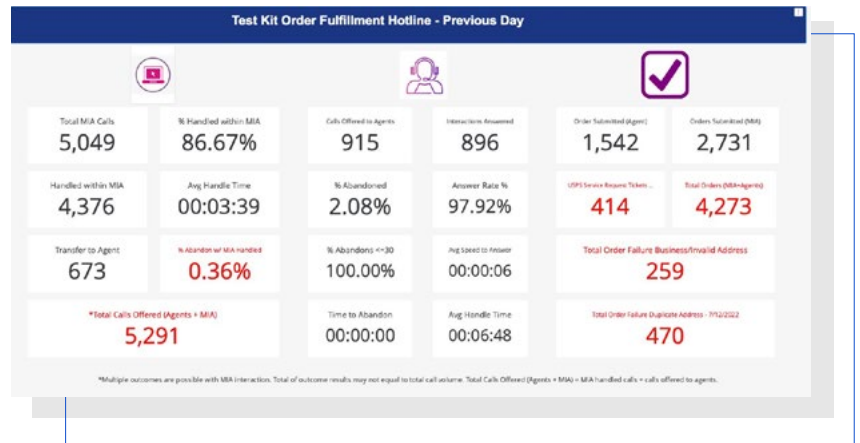 Test Kit Order Fulfillment Hotline - Previous Day
Total MIA Calls
5,049
% Handled within MIA
86.67%
Calls Offered to Agents
915
Interactions Answered
896
Order Submitted (Agent)
1,542
Orders Submitted (MIA)
2,731
Handled within MIA
4,376
Avg Handle Time
00:03:39
% Abandoned
2.08%
Answer Rate %
97.92%
USPS Service Request Tickets ...
414
Total Orders (MIA+Agents)
4,273
Transfer to Agent
673
% Abandon w/ MIA Handled
0.36%
% Abandons <=30
100.00%
Avg Speed to Answer
00:00:06
Total Order Failure Business/Invalid Address
259
*Total Calls Offered (Agents + MIA)
5,291
Time to Abandon
00:00:00
Avg Handle Time
00:06:48
Total Order Failure Duplicate Address - 7/12/2022
470
*Multiple outcomes are possible with MIA interaction. Total of outcome results may not equal to total call volume. Total Calls Offered (Agents + MIA) = MIA handled calls + calls offered to agents.